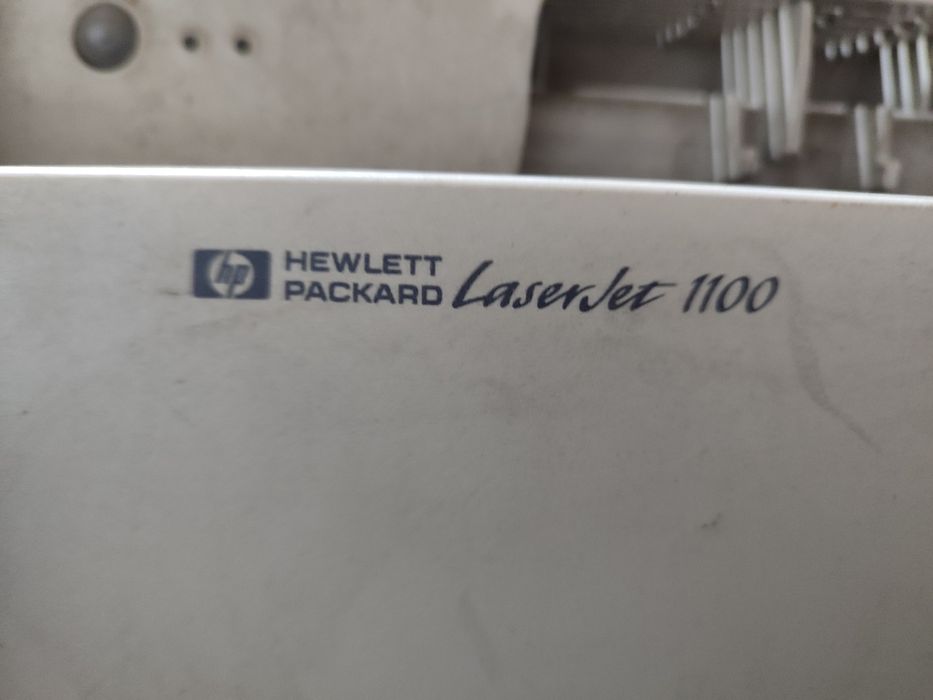 hp HEWLETT
PACKARD LaserJet 1100